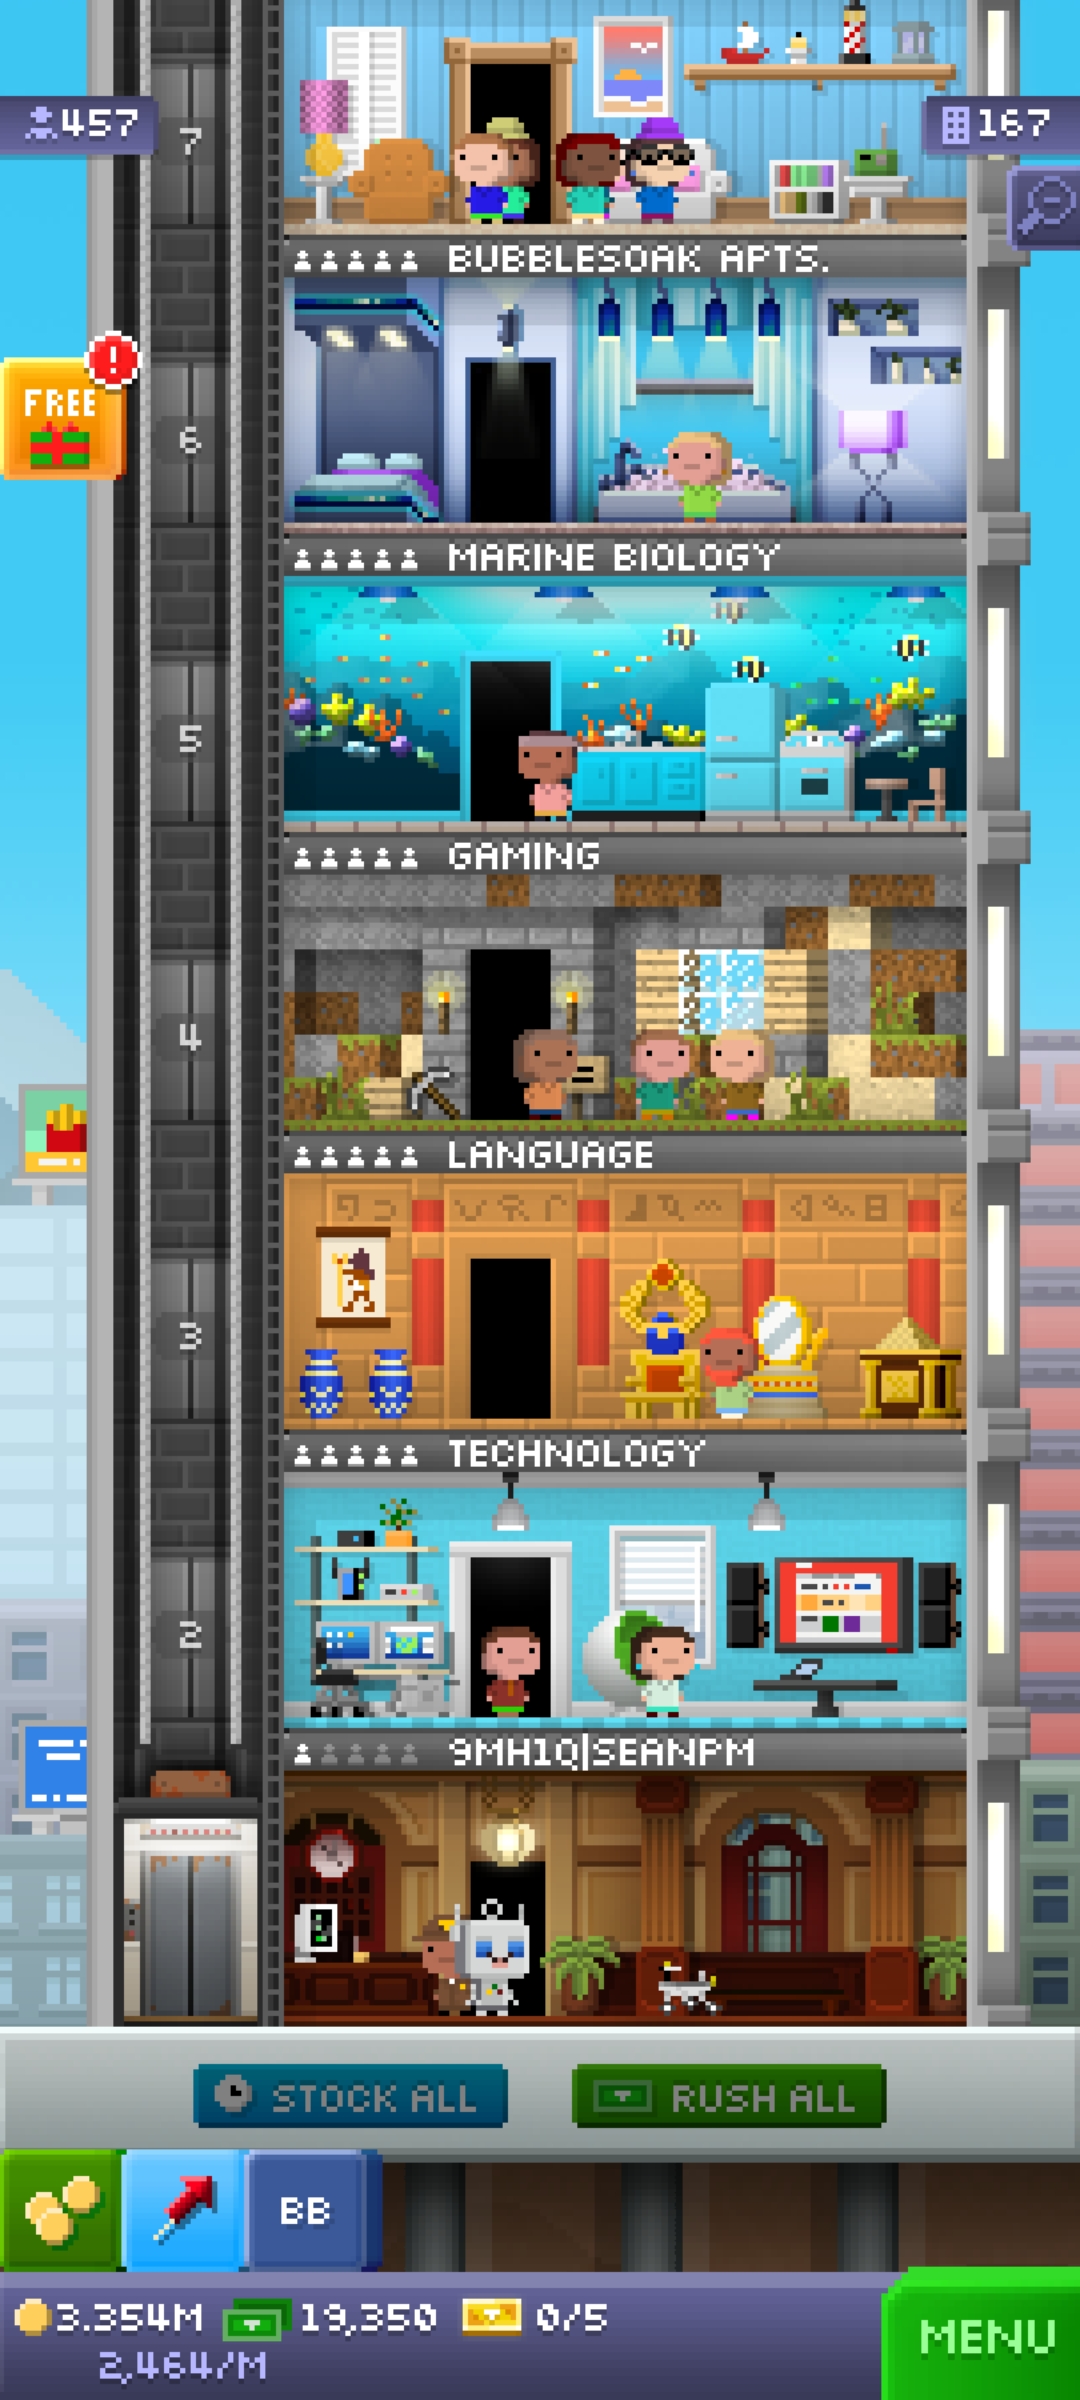 457
167
7
BUBBLESOAK APTS.
FREE
!
6
MARINE BIOLOGY
5
GAMING
4
LANGUAGE
3
TECHNOLOGY
2
9MH1Q|SEANPM
STOCK ALL
RUSH ALL
BB
3.354M
19,350
0/5
2,464/M
MENU